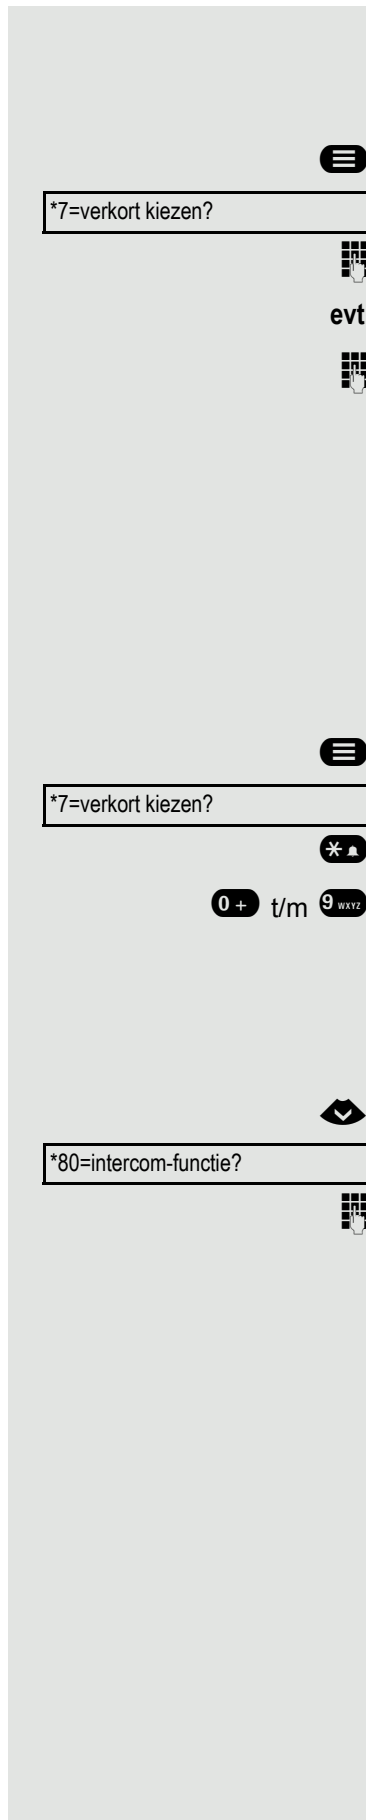 *7=verkort kiezen?
evt
*7=verkort kiezen?
0 + t/m 9 WXYZ
*80=intercom-functie?